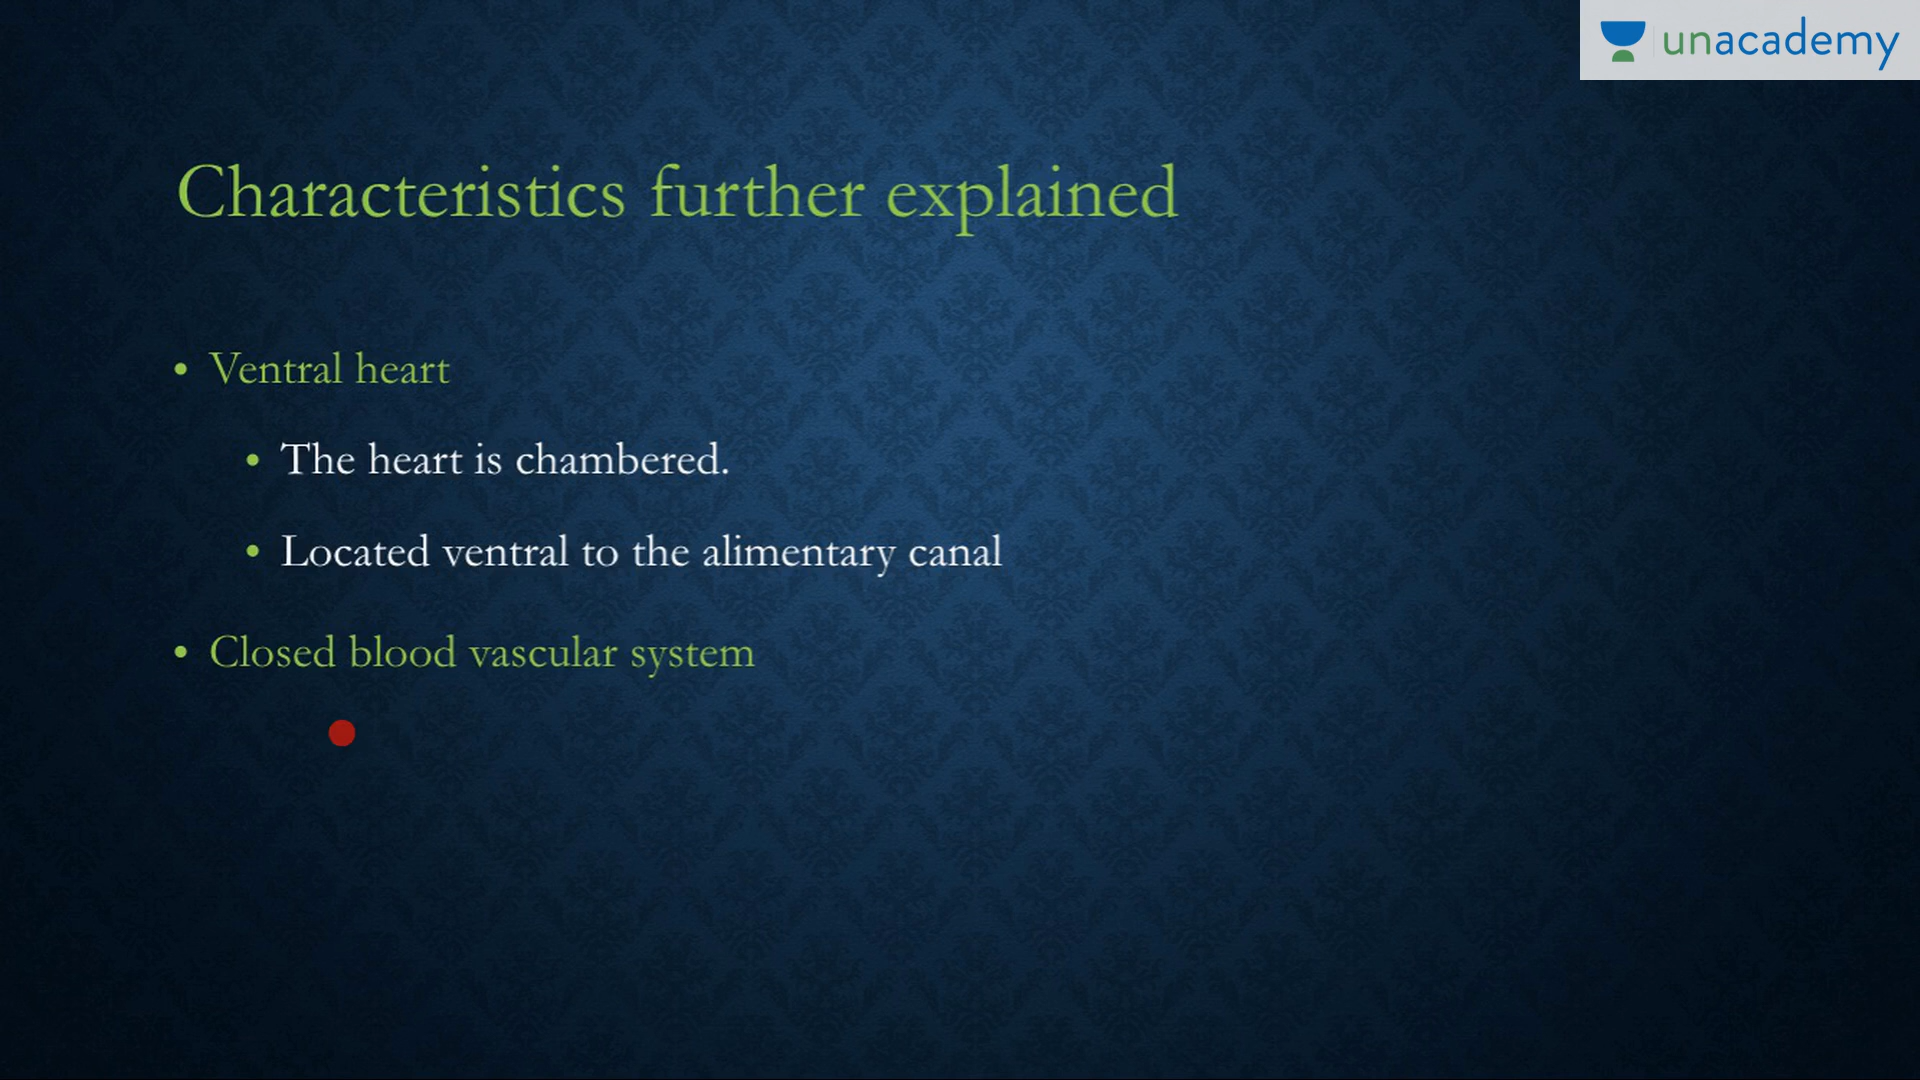 unacademy
Characteristics further explained
• Ventral heart
• The heart is chambered.
• Located ventral to the alimentary canal
• Closed blood vascular system